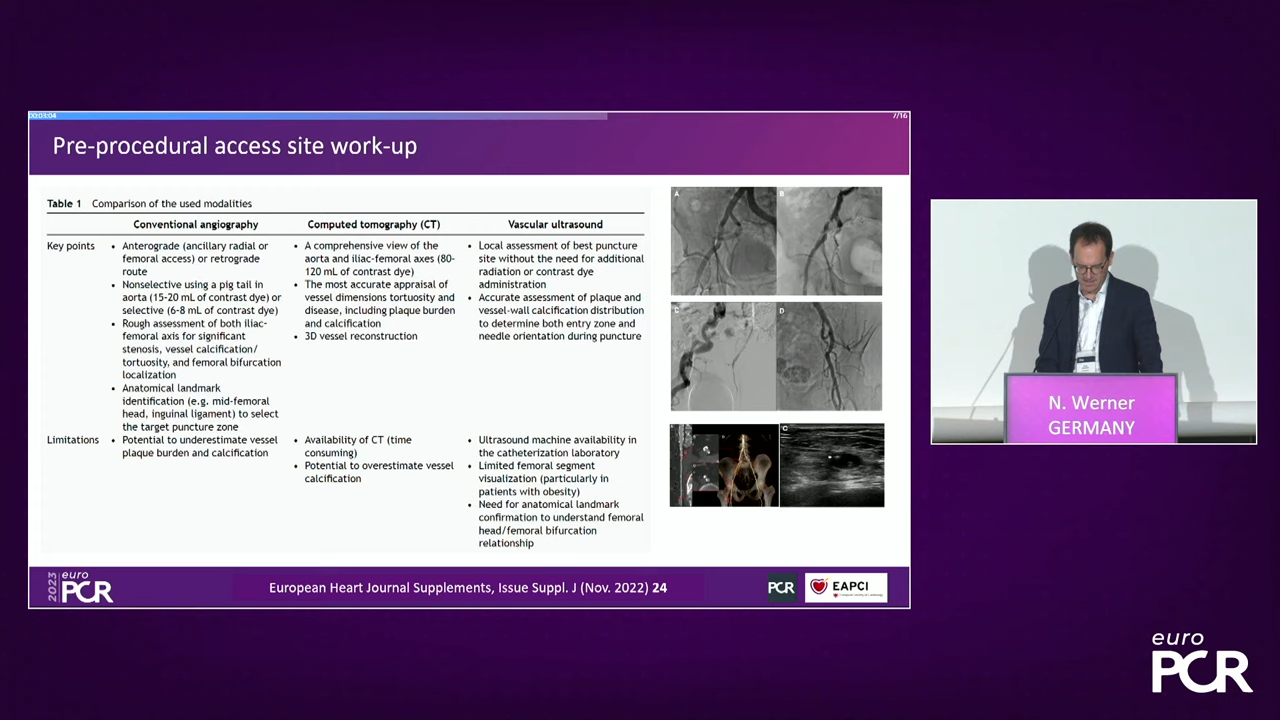 00:03:04
7/16
Pre-procedural access site work-up
Table 1 Comparison of the used modalities
Conventional angiography
Computed tomography (CT)
Vascular ultrasound
Key points
• Anterograde (ancillary radial or
femoral access) or retrograde
route
• Nonselective using a pig tail in
aorta (15-20 mL of contrast dye) or
selective (6-8 mL of contrast dye)
• Rough assessment of both iliac-
femoral axis for significant
stenosis, vessel calcification/
tortuosity, and femoral bifurcation
localization
• Anatomical landmark
identification (e.g. mid-femoral
head, inguinal ligament) to select
the target puncture zone
• A comprehensive view of the
aorta and iliac-femoral axes (80-
120 mL of contrast dye)
• The most accurate appraisal of
vessel dimensions tortuosity and
disease, including plaque burden
and calcification
• 3D vessel reconstruction
• Local assessment of best puncture
site without the need for additional
radiation or contrast dye
administration
• Accurate assessment of plaque and
vessel-wall calcification distribution
to determine both entry zone and
needle orientation during puncture
Limitations
• Potential to underestimate vessel
plaque burden and calcification
• Availability of CT (time
consuming)
• Potential to overestimate vessel
calcification
• Ultrasound machine availability in
the catheterization laboratory
• Limited femoral segment
visualization (particularly in
patients with obesity)
• Need for anatomical landmark
confirmation to understand femoral
head/femoral bifurcation
relationship
A
B
C
D
G
2023
euro
PCR
European Heart Journal Supplements, Issue Suppl. J (Nov. 2022) 24
PCR
EAPCI
N. Werner
GERMANY
euro
PCR